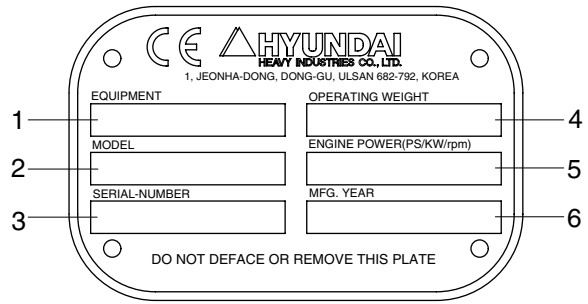 CE HYUNDAI
HEAVY INDUSTRIES CO., LTD.
1, JEONHA-DONG, DONG-GU, ULSAN 682-792, KOREA
EQUIPMENT OPERATING WEIGHT
1 4
MODEL ENGINE POWER(PS/KW/rpm)
2 5
SERIAL-NUMBER MFG. YEAR
3 6
DO NOT DEFACE OR REMOVE THIS PLATE